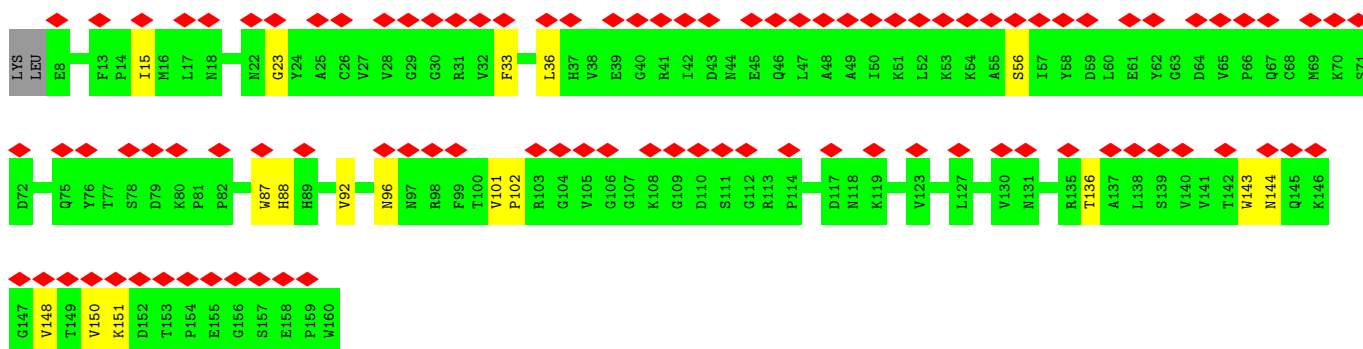 LYS LEU E8 F13 P14 I15 M16 L17 N18 N22 G23 Y24 A25 C26 V27 V28 G29 G30 R31 V32 F33 L36 H37 V38 E39 G40 R41 I42 D43 N44 E45 Q46 L47 A48 A49 I50 K51 L52 K53 K54 A55 S56 I57 Y58 D59 L60 E61 Y62 G63 D64 V65 P66 Q67 C68 M69 K70 S71
D72 Q75 Y76 T77 S78 D79 K80 P81 P82 W87 H88 H89 V92 N96 N97 R98 F99 T100 V101 P102 R103 G104 V105 G106 G107 K108 G109 D110 S111 G112 R113 P114 D117 N118 K119 V123 L127 V130 N131 R135 T136 A137 L138 S139 V140 V141 T142 W143 N144 Q145 K146
G147 V148 T149 V150 K151 D152 T153 P154 E155 G156 S157 E158 P159 W160